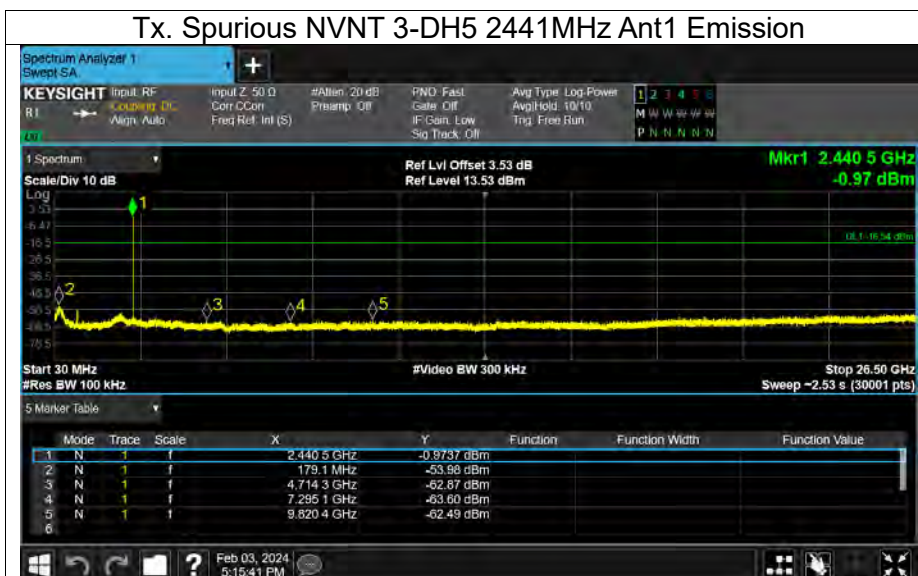 Tx. Spurious NVNT 3-DH5 2441MHz Ant1 Emission
Spectrum Analyzer 1
Swept SA
+
KEYSIGHT Input: RF Input Z: 50 Ω #Atten: 20 dB PNO: Fast Avg Type: Log-Power 1 2 3 4 5 6
Coupling: DC Corr CCorr Preamp: Off Gate: Off Avg|Hold: 10/10 M W W W W W W
Align: Auto Freq Ref: Int (S) IF Gain: Low Trig: Free Run
Sig Track: Off P N N N N N N
1 Spectrum Ref Lvl Offset 3.53 dB Mkr1 2.440 5 GHz
Scale/Div 10 dB Ref Level 13.53 dBm -0.97 dBm
Log
3.53
1
-6.47
-16.5
DL1 -16.54 dBm
-26.5
-36.5
-46.5
2
-56.5
3
4
5
-66.5
-76.5
Start 30 MHz #Video BW 300 kHz Stop 26.50 GHz
#Res BW 100 kHz Sweep ~2.53 s (30001 pts)
5 Marker Table
Mode Trace Scale X Y Function Function Width Function Value
1 N 1 f 2.440 5 GHz -0.9737 dBm
2 N 1 f 179.1 MHz -53.98 dBm
3 N 1 f 4.714 3 GHz -62.87 dBm
4 N 1 f 7.295 1 GHz -63.60 dBm
5 N 1 f 9.820 4 GHz -62.49 dBm
6
? Feb 03, 2024
5:15:41 PM